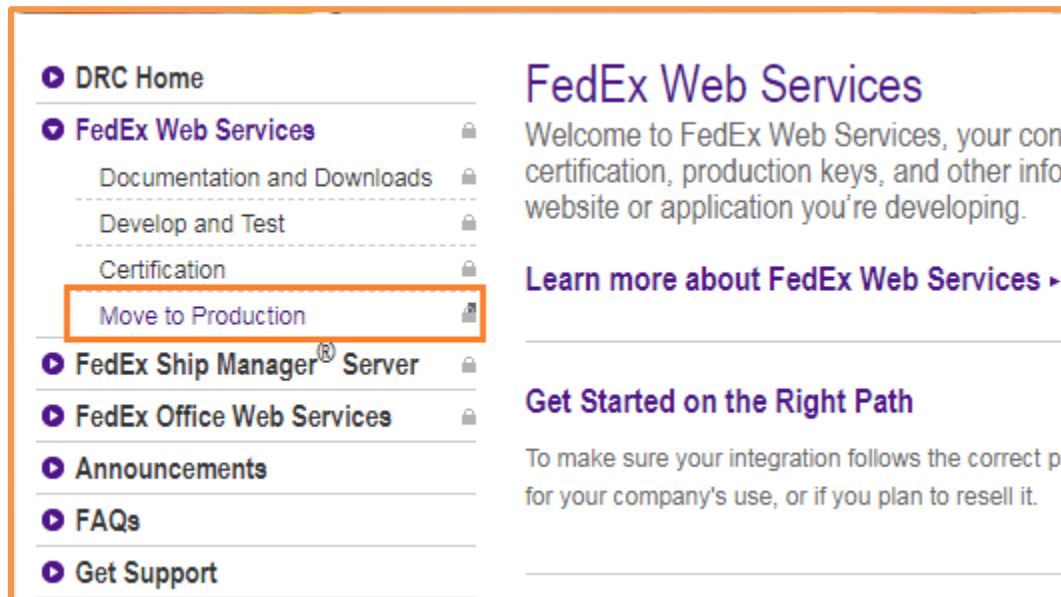 DRC Home
FedEx Web Services
Documentation and Downloads
Develop and Test
Certification
Move to Production
FedEx Ship Manager® Server
FedEx Office Web Services
Announcements
FAQs
Get Support
FedEx Web Services
Welcome to FedEx Web Services, your
certification, production keys, and other
website or application you're developing.
Learn more about FedEx Web Services
Get Started on the Right Path
To make sure your integration follows the correct
for your company's use, or if you plan to resell it.